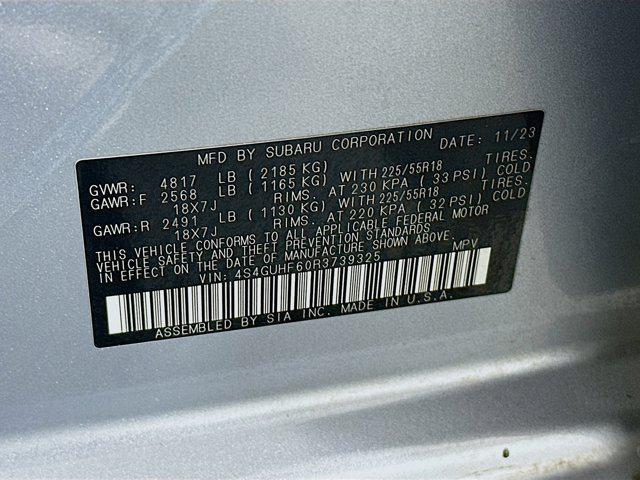 MFD BY SUBARU CORPORATION DATE: 11/23
GVWR: 4817 LB (2185 KG)
GAWR:F 2568 LB (1165 KG) WITH 225/55R18 TIRES.
18X7J RIMS. AT 230 KPA ( 33 PSI) COLD
GAWR:R 2491 LB (1130 KG) WITH 225/55R18 TIRES.
18X7J RIMS. AT 220 KPA ( 32 PSI) COLD
THIS VEHICLE CONFORMS TO ALL APPLICABLE FEDERAL MOTOR
VEHICLE SAFETY AND THEFT PREVENTION STANDARDS
IN EFFECT ON THE DATE OF MANUFACTURE SHOWN ABOVE.
VIN: 4S4GUHF60R3739325 MPV
ASSEMBLED BY SIA INC. MADE IN U.S.A.